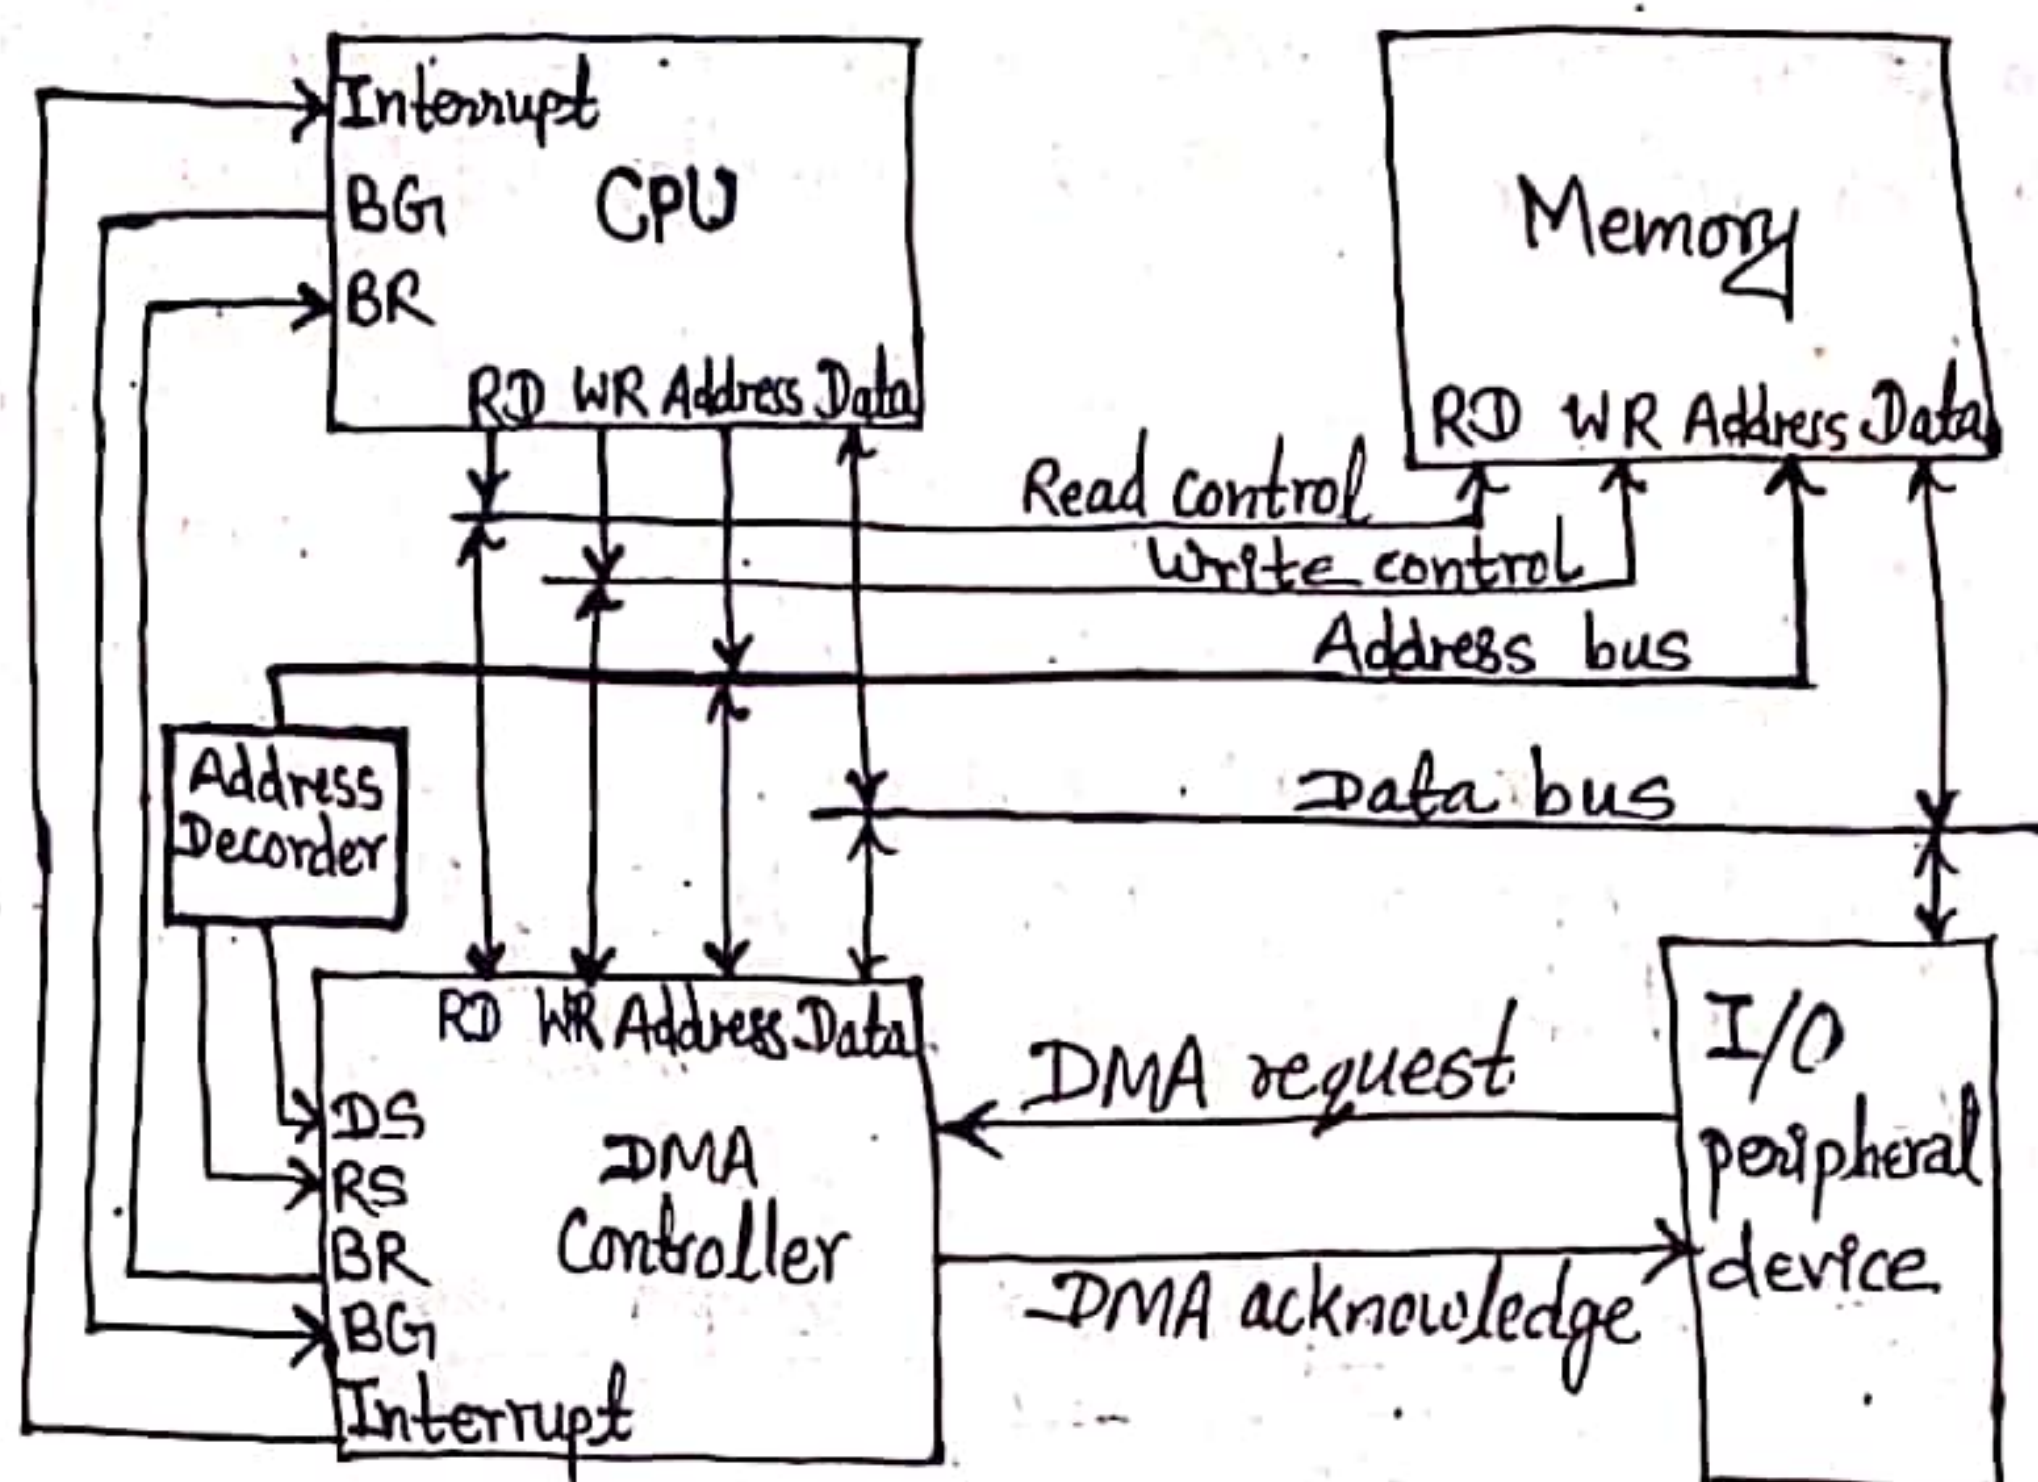 Interrupt
BG
CPU
BR
RD WR Address Data
Memory
RD WR Address Data
Read control
Write control
Address bus
Data bus
Address
Decorder
RD WR Address Data
DS
RS
BR
BG
Interrupt
DMA
Controller
DMA request
DMA acknowledge
I/O
peripheral
device